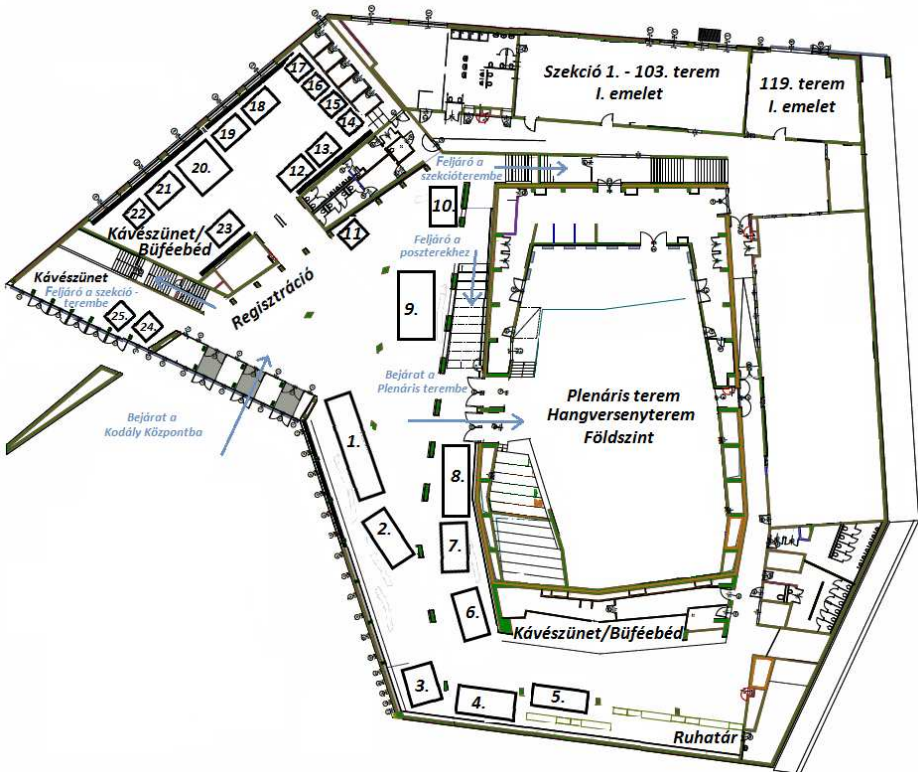 Szekció 1. - 103. terem
I. emelet
119. terem
I. emelet
17
16
15
14.
18
19
20.
21
22
13.
12.
23
11
10.
Feljáró a
szekcióterembe
Kávészünet/
Büféebéd
Feljáró a
poszterekhez
Kávészünet
Feljáró a szekció -
terembe
Regisztráció
25.
24.
9.
Bejárat a
Plenáris terembe
Bejárat a
Kodály Központba
Plenáris terem
Hangversenyterem
Földszint
1.
8.
2.
7.
6.
Kávészünet/Büféebéd
3.
4.
5.
Ruhatár